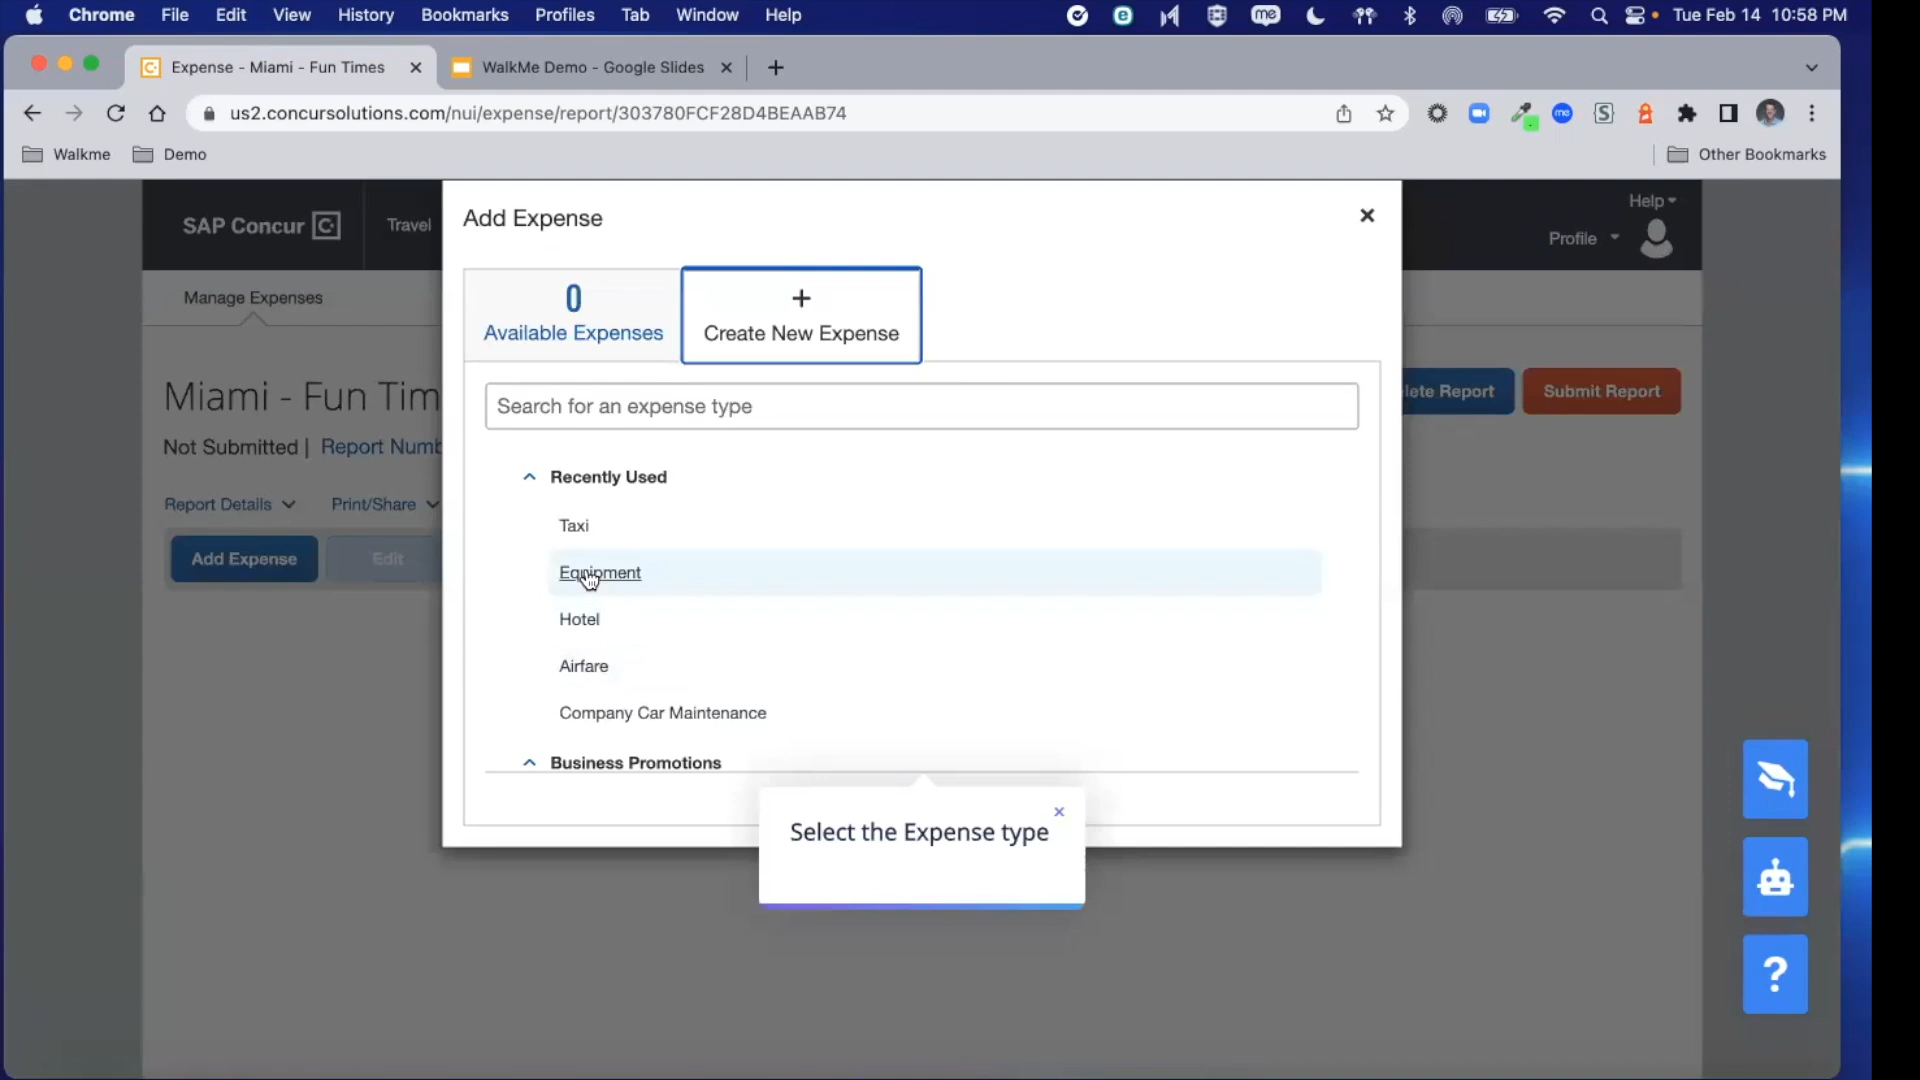 Chrome File Edit View History Bookmarks Profiles Tab Window Help
me
Tue Feb 14 10:58 PM
Expense - Miami - Fun Times
WalkMe Demo - Google Slides
us2.concursolutions.com/nui/expense/report/303780FCF28D4BEAAB74
me
Walkme
Demo
Other Bookmarks
SAP Concur
Travel
Help
Profile
Add Expense
0
Available Expenses
+
Create New Expense
Manage Expenses
Miami - Fun Tim
lete Report
Submit Report
Search for an expense type
Not Submitted | Report Numb
Recently Used
Report Details
Print/Share
Taxi
Add Expense
Edit
Equipment
Hotel
Airfare
Company Car Maintenance
Business Promotions
Select the Expense type
?